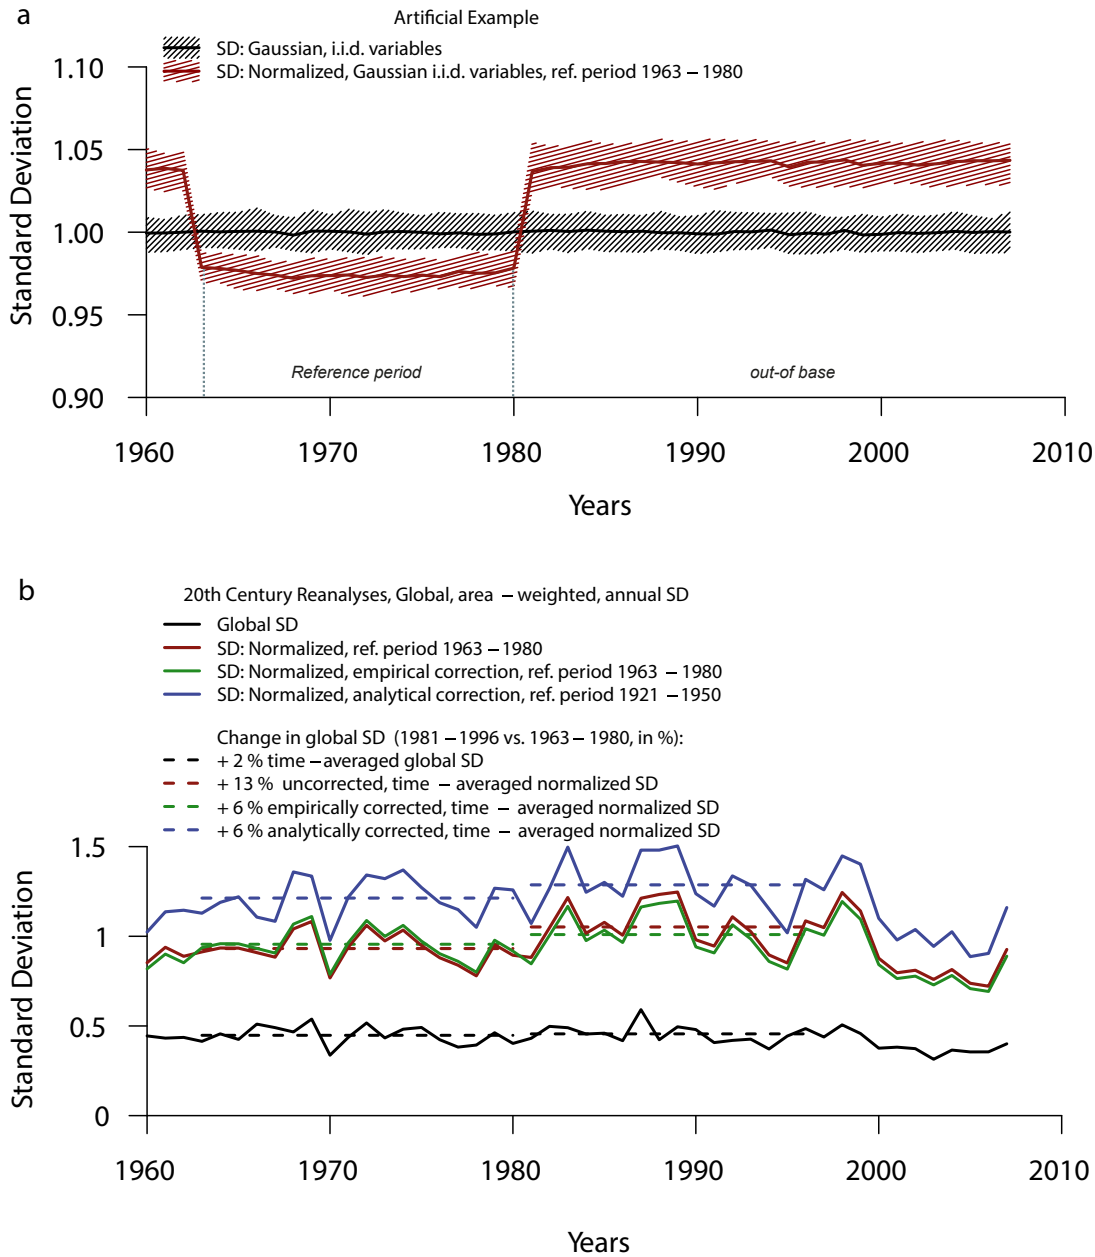 a
Artificial Example
SD: Gaussian, i.i.d. variables
SD: Normalized, Gaussian i.i.d. variables, ref. period 1963 – 1980
1.10
1.05
1.00
0.95
0.90
Standard Deviation
Reference period
out-of base
1960
1970
1980
1990
2000
2010
Years
b
20th Century Reanalyses, Global, area – weighted, annual SD
Global SD
SD: Normalized, ref. period 1963 – 1980
SD: Normalized, empirical correction, ref. period 1963 – 1980
SD: Normalized, analytical correction, ref. period 1921 – 1950
Change in global SD (1981 – 1996 vs. 1963 – 1980, in %):
+ 2 % time – averaged global SD
+ 13 % uncorrected, time – averaged normalized SD
+ 6 % empirically corrected, time – averaged normalized SD
+ 6 % analytically corrected, time – averaged normalized SD
1.5
1
0.5
0
Standard Deviation
1960
1970
1980
1990
2000
2010
Years